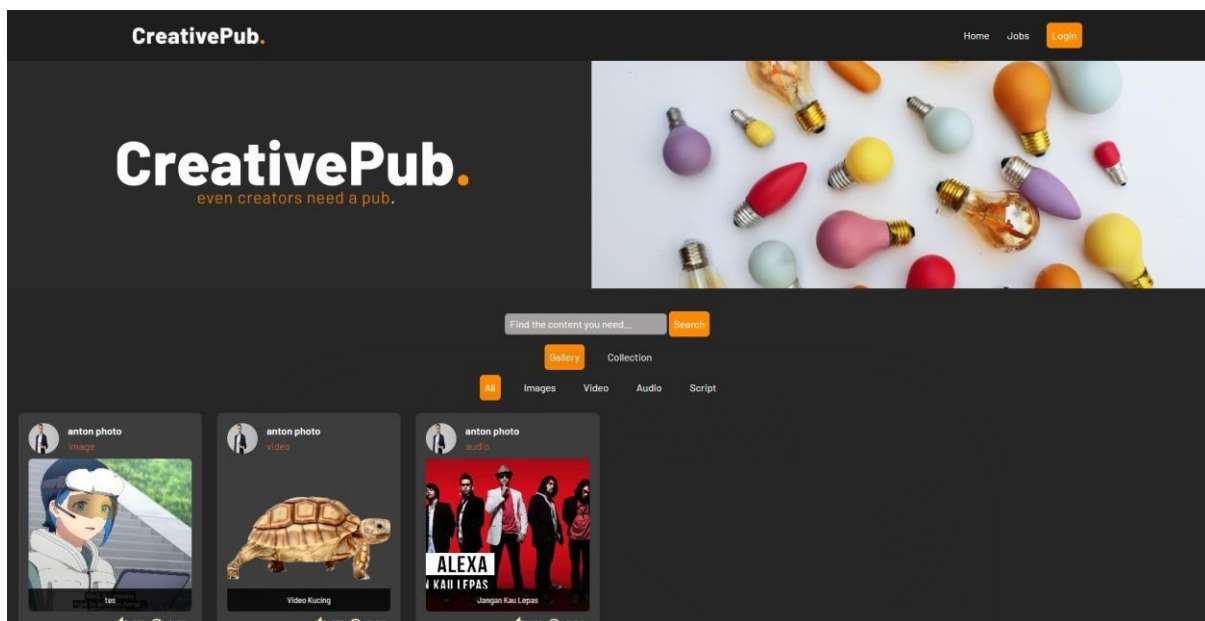 CreativePub.
Home Jobs Login
CreativePub.
even creators need a pub.
Find the content you need... Search
Gallery Collection
All Images Video Audio Script
anton photo
image
tes
anton photo
video
Video Kucing
anton photo
audio
ALEXA
KAU LEPAS
Jangan Kau Lepas